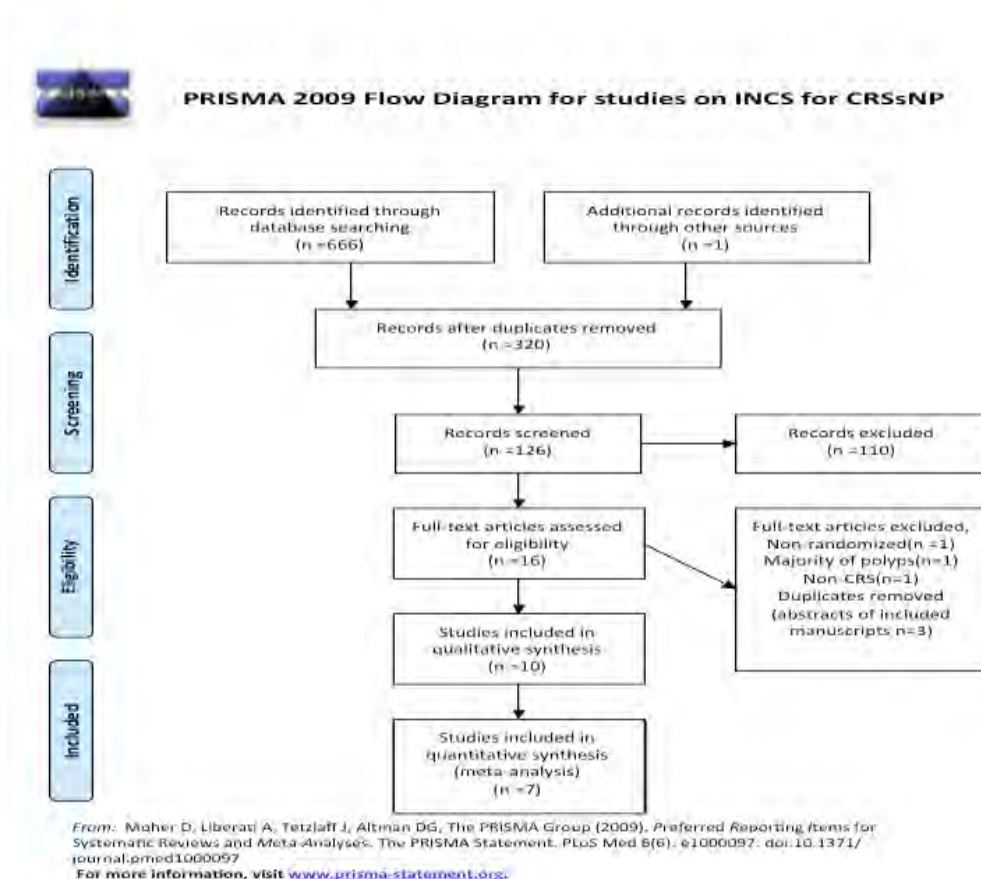 PRISMA 2009 Flow Diagram for studies on INCS for CRSsNP
Identification
Records identified through
database searching
(n =666)
Additional records identified
through other sources
(n =1)
Records after duplicates removed
(n =320)
Screening
Records screened
(n =126)
Records excluded
(n =110)
Eligibility
Full-text articles assessed
for eligibility
(n =16)
Full-text articles excluded,
Non-randomized(n =1)
Majority of polyps(n=1)
Non-CRS(n=1)
Duplicates removed
(abstracts of included
manuscripts n=3)
Studies included in
qualitative synthesis
(n =10)
Included
Studies included in
quantitative synthesis
(meta-analysis)
(n =7)
From: Moher D, Liberati A, Tetzlaff J, Altman DG, The PRISMA Group (2009). Preferred Reporting Items for
Systematic Reviews and Meta-Analyses. The PRISMA Statement. PLoS Med 6(6). e1000097. doi:10.1371/
journal.pmed1000097
For more information, visit www.prisma-statement.org.